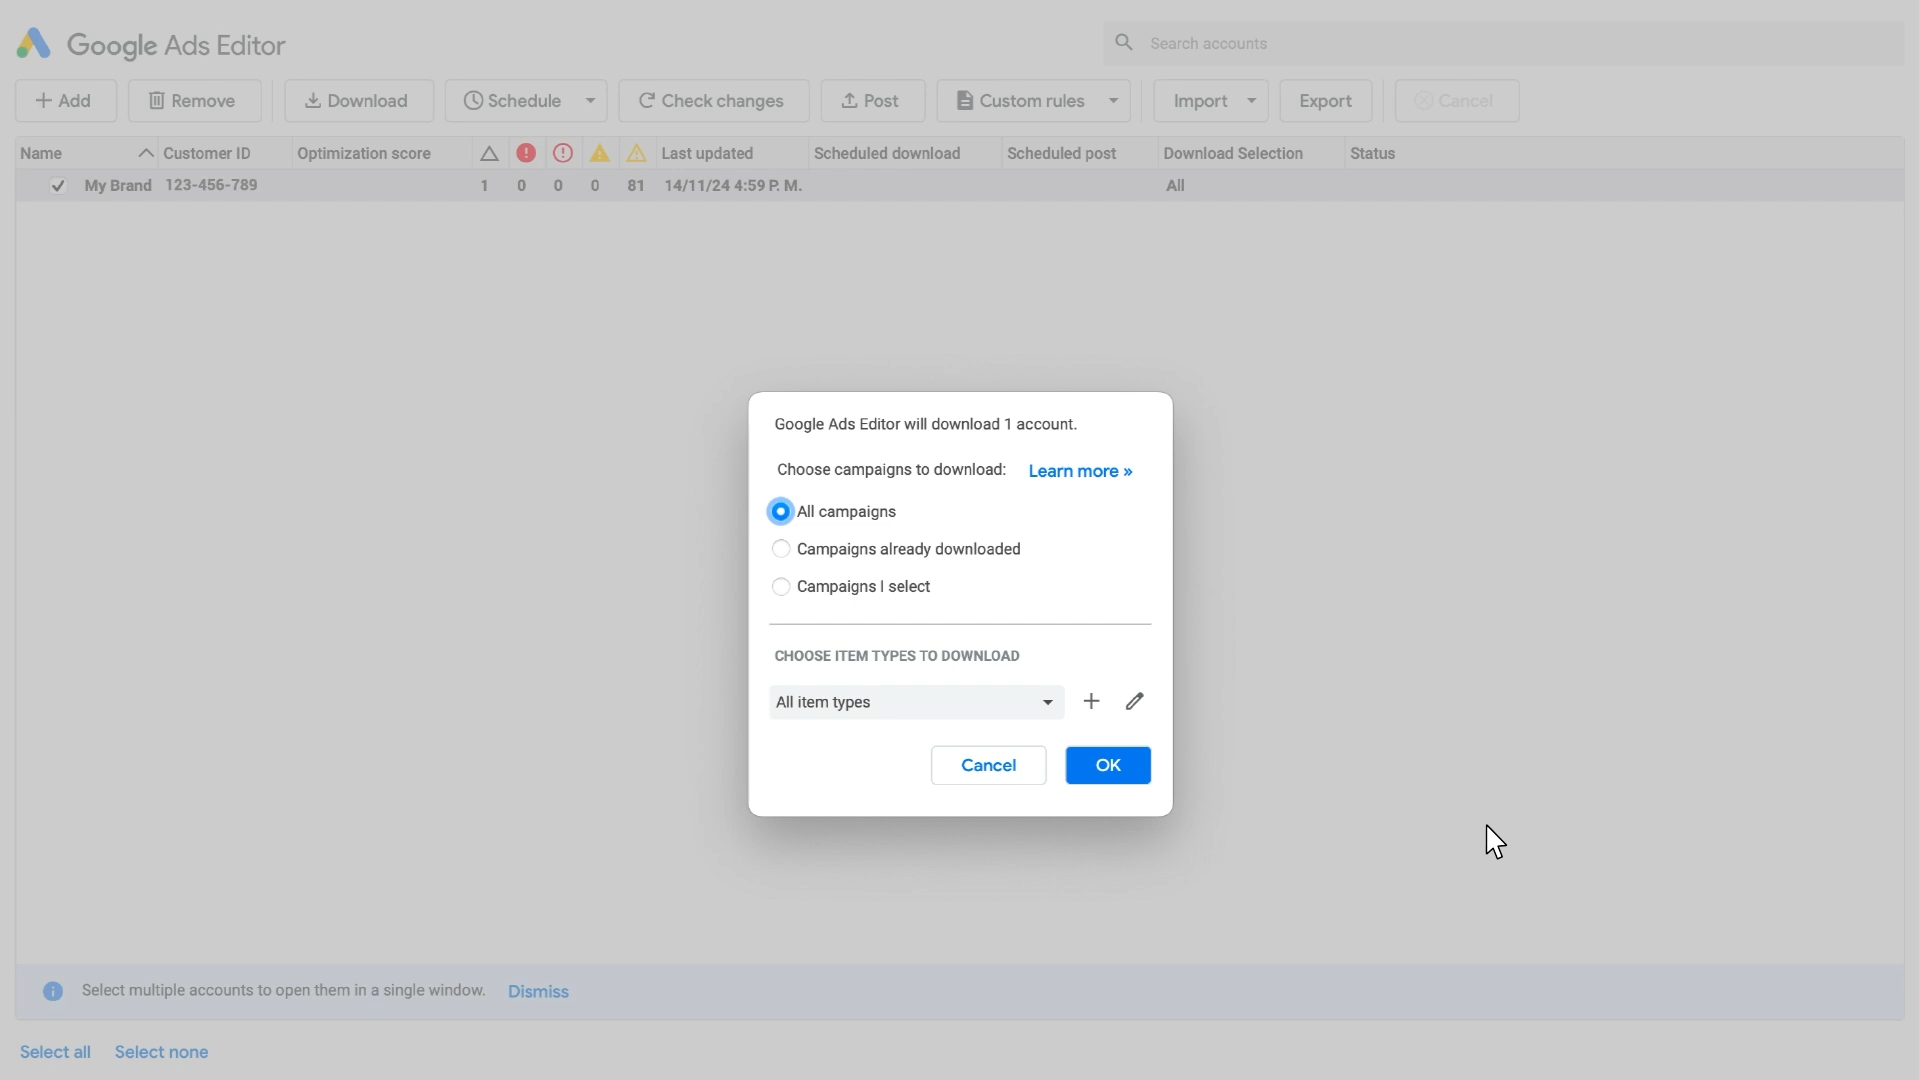 Google Ads Editor
Search accounts
Add Remove Download Schedule Check changes Post Custom rules Import Export Cancel
Name Customer ID Optimization score Last updated Scheduled download Scheduled post Download Selection Status
My Brand 123-456-789 1 0 0 0 81 14/11/24 4:59 P. M. All
Google Ads Editor will download 1 account.
Choose campaigns to download: Learn more »
All campaigns
Campaigns already downloaded
Campaigns I select
CHOOSE ITEM TYPES TO DOWNLOAD
All item types
Cancel OK
Select multiple accounts to open them in a single window. Dismiss
Select all Select none